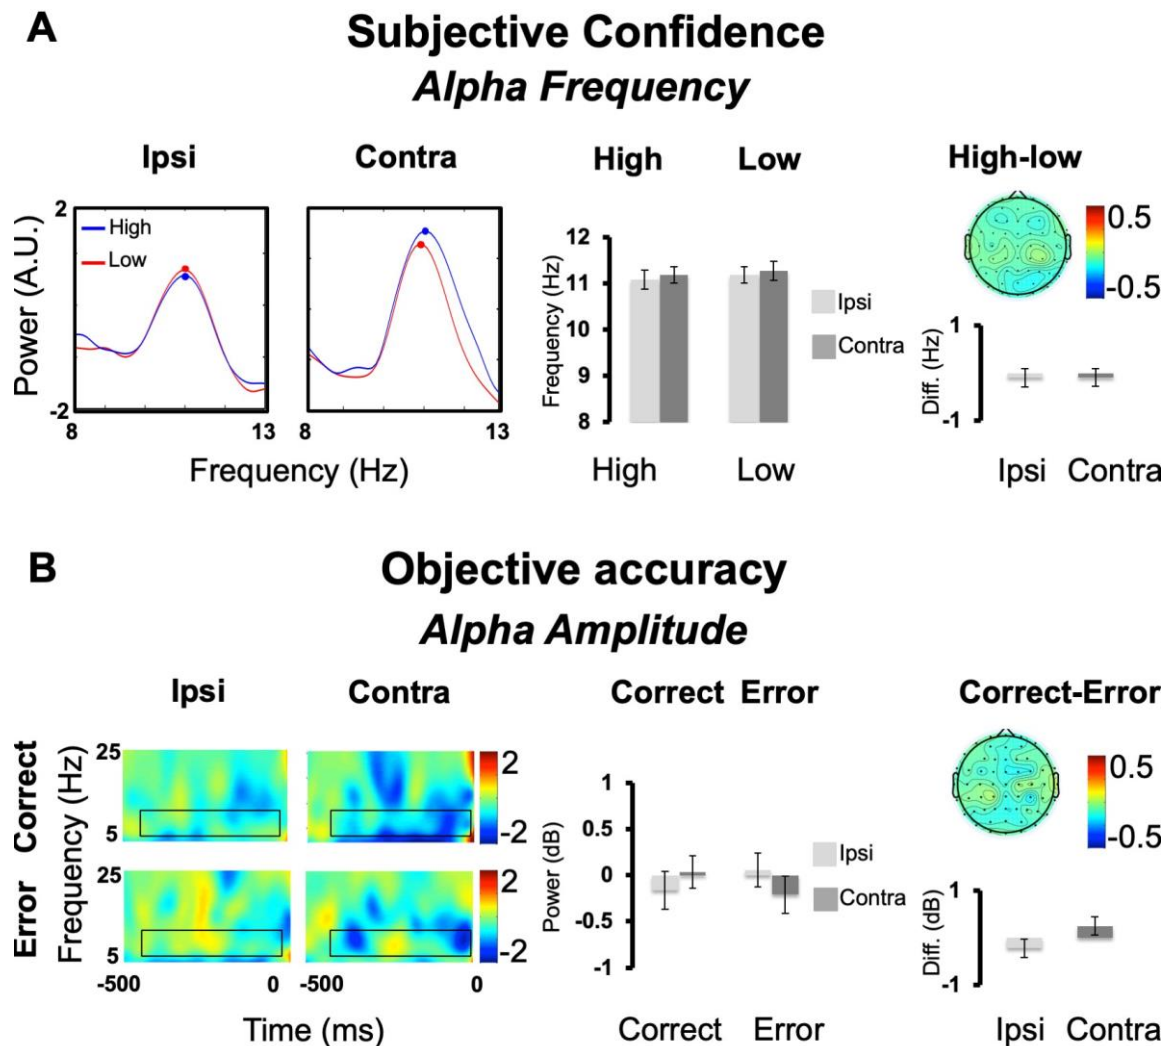 A
Subjective Confidence
Alpha Frequency
Ipsi
Contra
High
Low
High-low
Power (A.U.)
2
-2
High
Low
8
13
8
13
Frequency (Hz)
Frequency (Hz)
12
11
10
9
8
Ipsi
Contra
High
Low
0.5
-0.5
Diff. (Hz)
1
-1
Ipsi
Contra
B
Objective accuracy
Alpha Amplitude
Ipsi
Contra
Correct
Error
Correct-Error
Correct
Error
Frequency (Hz)
25
5
2
-2
25
5
2
-2
-500
0
-500
0
Time (ms)
Power (dB)
1
0.5
0
-0.5
-1
Ipsi
Contra
Correct
Error
0.5
-0.5
Diff. (dB)
1
-1
Ipsi
Contra